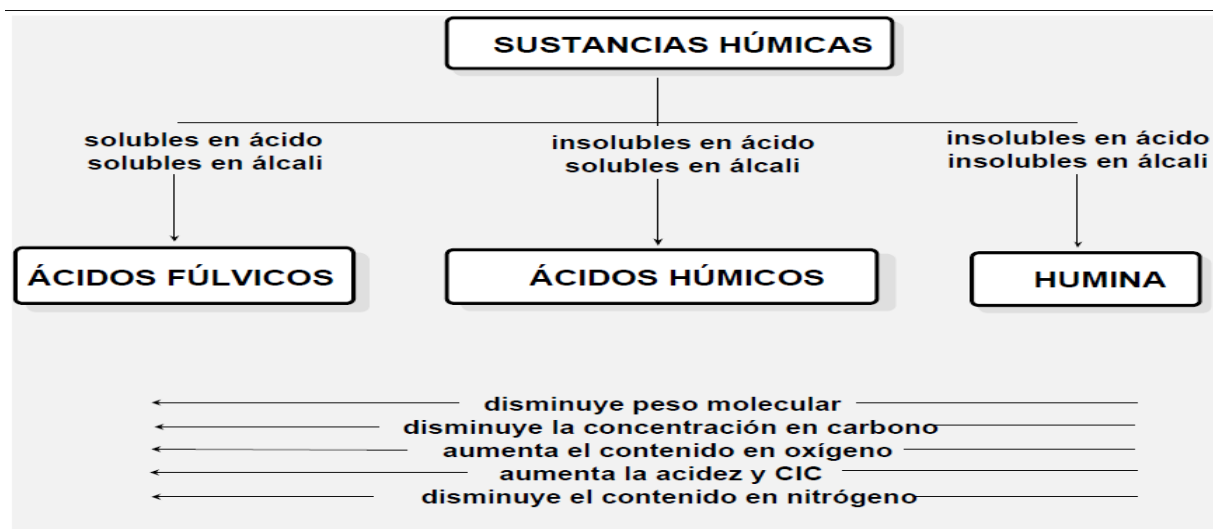 SUSTANCIAS HÚMICAS
solubles en ácido
solubles en álcali
insolubles en ácido
solubles en álcali
insolubles en ácido
insolubles en álcali
ÁCIDOS FÚLVICOS
ÁCIDOS HÚMICOS
HUMINA
disminuye peso molecular
disminuye la concentración en carbono
aumenta el contenido en oxígeno
aumenta la acidez y CIC
disminuye el contenido en nitrógeno